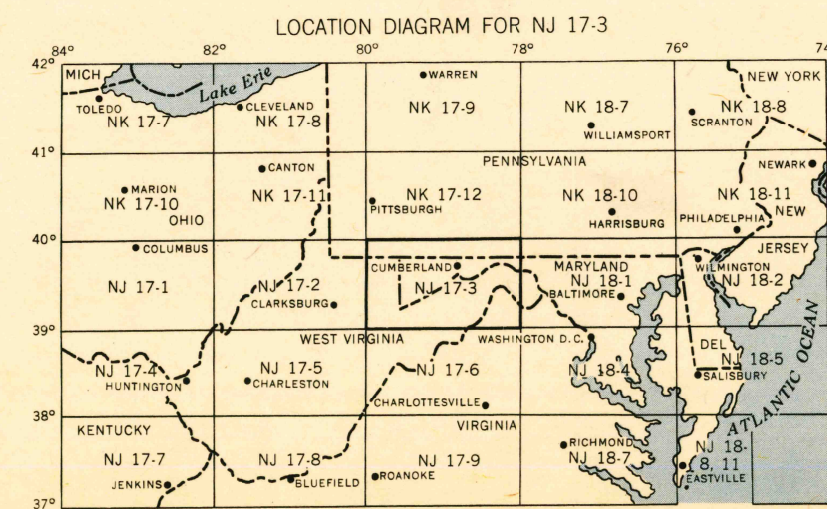 LOCATION DIAGRAM FOR NJ 17-3
84° 82° 80° 78° 76° 74
42°
MICH
Lake Erie
WARREN
NEW YORK
TOLEDO
CLEVELAND
NK 17-7
NK 17-8
NK 17-9
NK 18-7
NK 18-8
WILLIAMSPORT
SCRANTON
41°
PENNSYLVANIA
CANTON
NEWARK
MARION
NK 17-10
NK 17-11
NK 17-12
NK 18-10
NK 18-11
OHIO
PITTSBURGH
HARRISBURG
PHILADELPHIA
NEW
JERSEY
40°
COLUMBUS
CUMBERLAND
MARYLAND
WILMINGTON
NJ 17-1
NJ 17-2
NJ 17-3
NJ 18-1
NJ 18-2
CLARKSBURG
BALTIMORE
39°
WEST VIRGINIA
WASHINGTON D.C.
DEL
NJ 17-4
NJ 17-5
NJ 17-6
NJ 18-4
NJ 18-5
HUNTINGTON
CHARLESTON
SALISBURY
ATLANTIC OCEAN
CHARLOTTESVILLE
38°
KENTUCKY
VIRGINIA
RICHMOND
NJ 17-7
NJ 17-8
NJ 17-9
NJ 18-7
NJ 18-
8, 11
JENKINS
BLUEFIELD
ROANOKE
EASTVILLE
37°